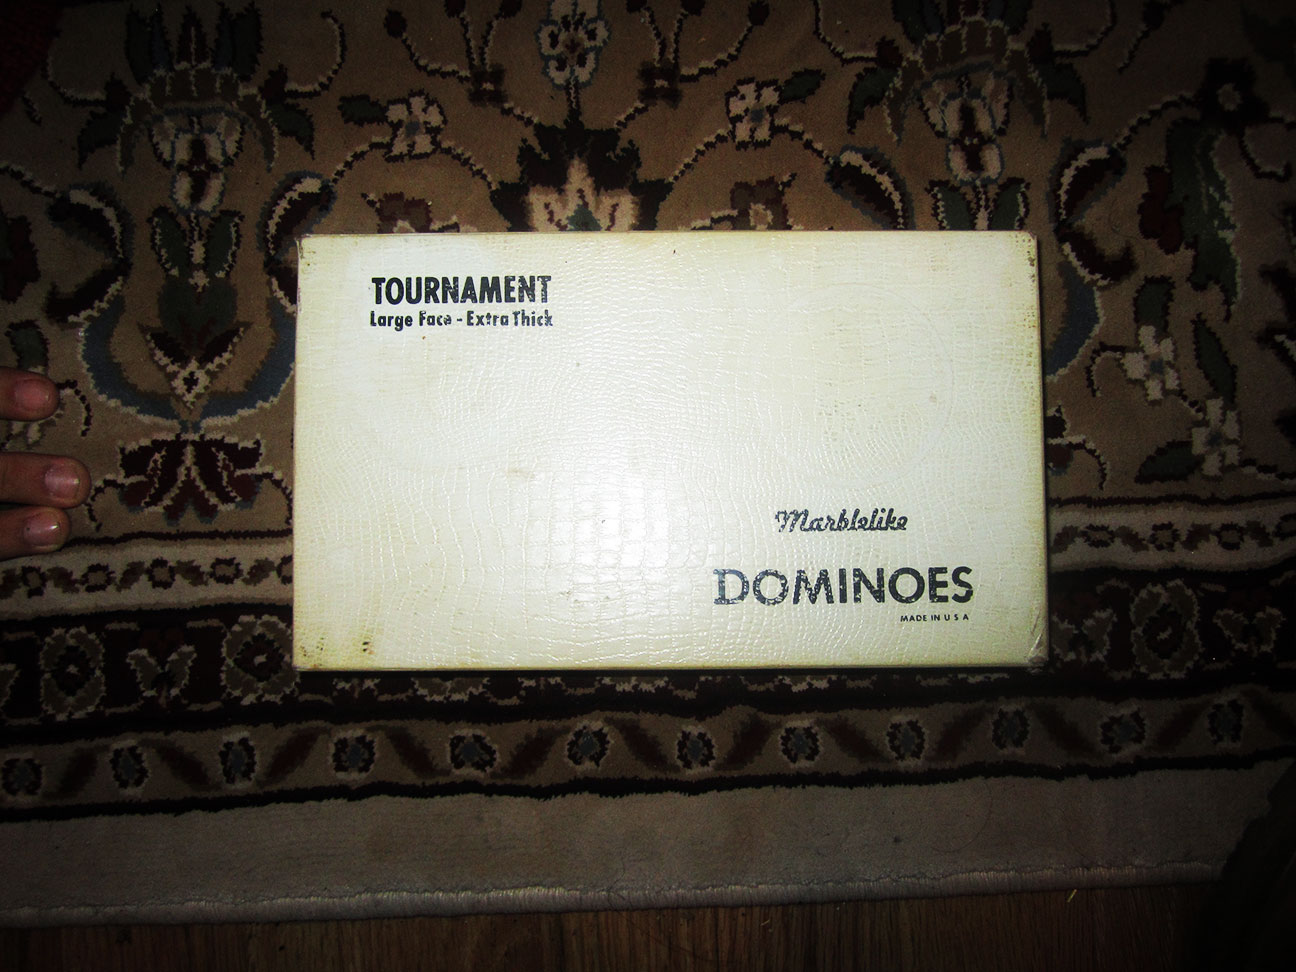 TOURNAMENT
Large Face - Extra Thick
Marblelike
DOMINOES
MADE IN U S A